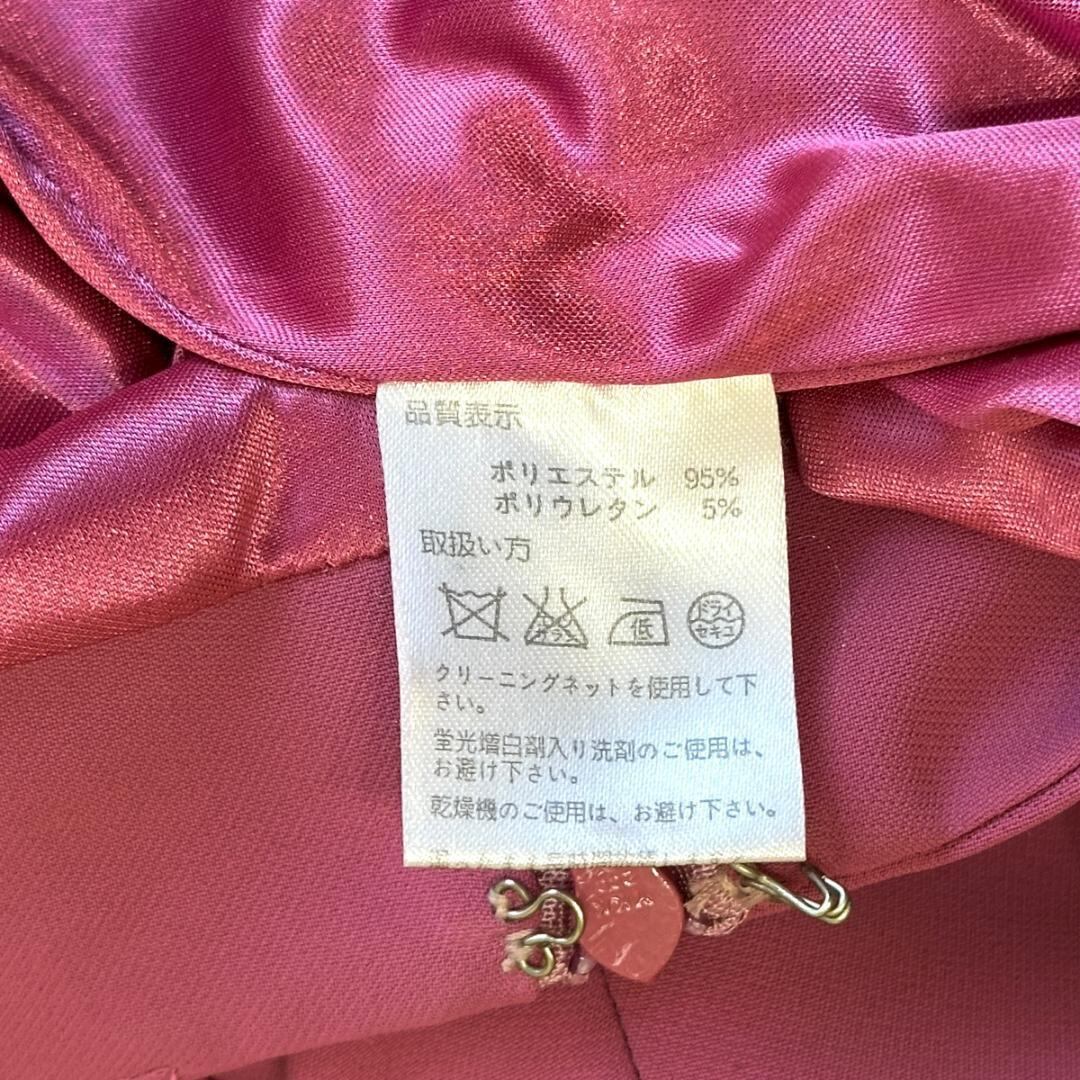 品質表示
ポリエステル 95%
ポリウレタン 5%
取扱い方
低 ドライ
セキユ
クリーニングネットを使用して下
さい。
蛍光増白剤入り洗剤のご使用は、
お避け下さい。
乾燥機のご使用は、お避け下さい。